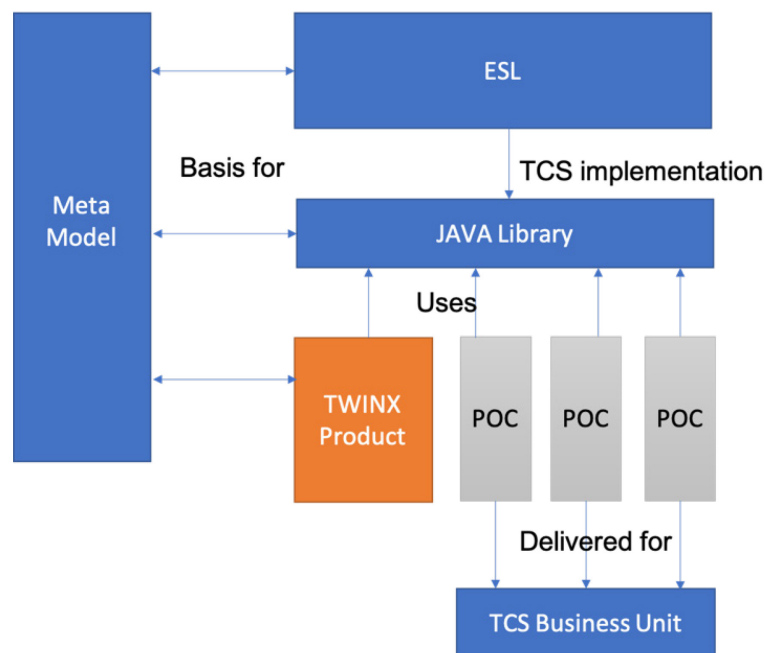 ESL
Basis for
TCS implementation
Meta
Model
JAVA Library
Uses
TWINX
Product
POC
POC
POC
Delivered for
TCS Business Unit